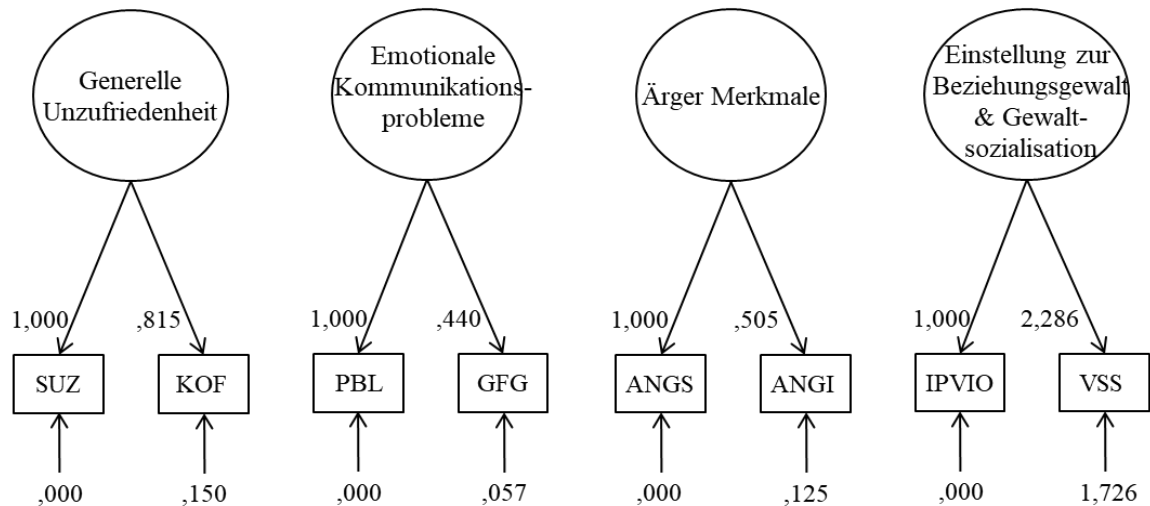 Generelle
Unzufriedenheit
Emotionale
Kommunikations-
probleme
Ärger Merkmale
Einstellung zur
Beziehungsgewalt
& Gewalt-
sozialisation
1,000 ,815 1,000 ,440 1,000 ,505 1,000 2,286
SUZ KOF PBL GFG ANGS ANGI IPVIO VSS
,000 ,150 ,000 ,057 ,000 ,125 ,000 1,726